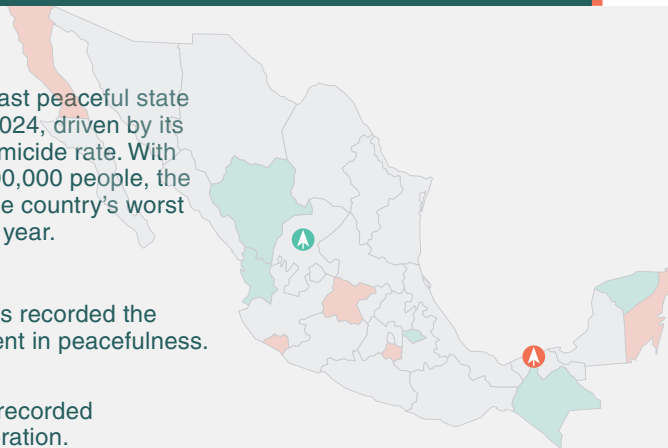 ast peaceful state
024, driven by its
micide rate. With
00,000 people, the
e country's worst
year.
s recorded the
ent in peacefulness.
recorded
ration.